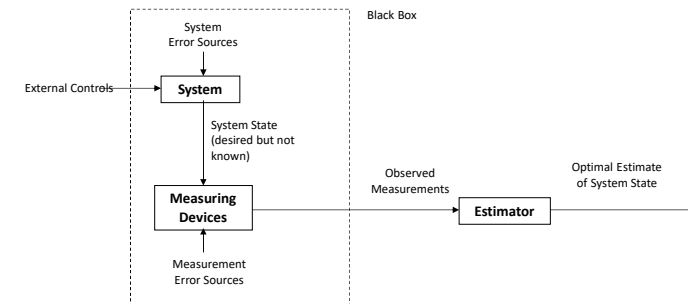 Black Box
System
Error Sources
External Controls
System
System State
(desired but not
known)
Observed
Measurements
Optimal Estimate
of System State
Measuring
Devices
Estimator
Measurement
Error Sources